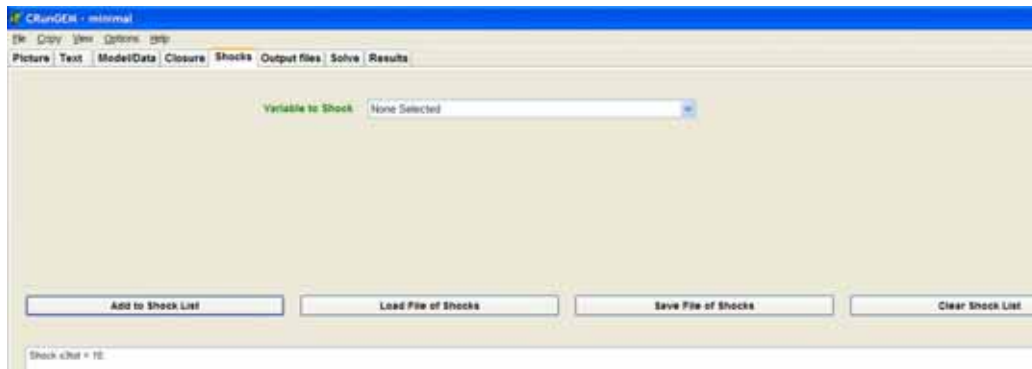 CRunGEM - minimal
File Copy View Options Help
Picture Text Model/Data Closure Shocks Output files Solve Results
Variable to Shock None Selected
Add to Shock List Load File of Shocks Save File of Shocks Clear Shock List
Shock x3tot = 10;